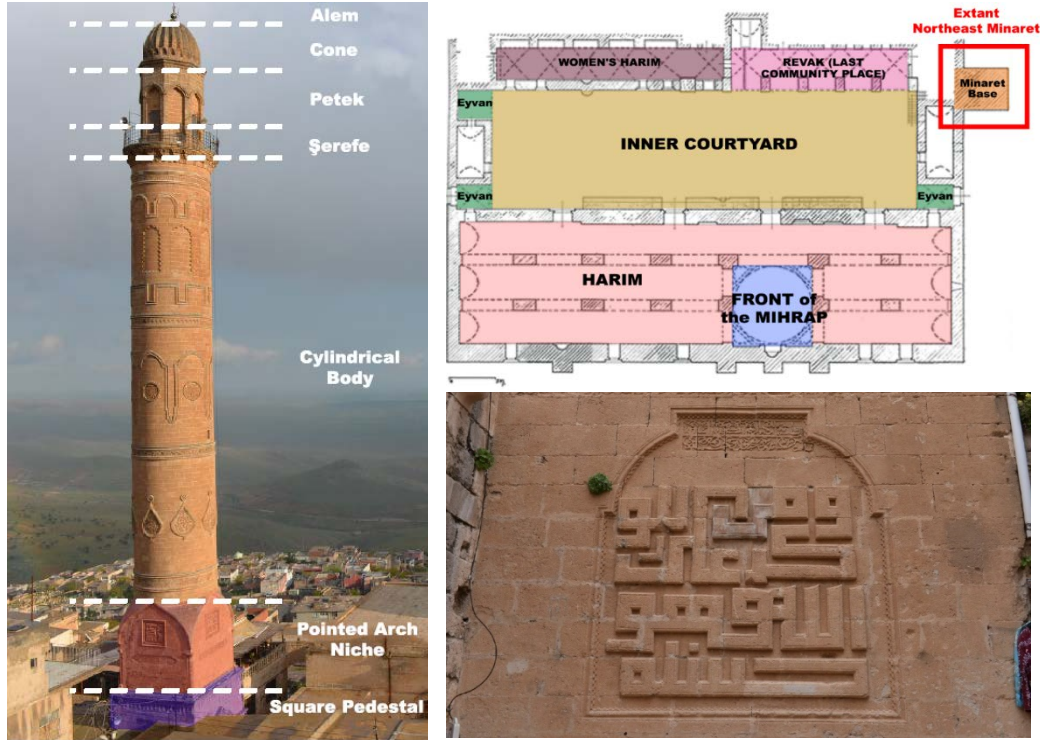 Alem
Cone
Petek
Şerefe
Cylindrical
Body
Pointed Arch
Niche
Square Pedestal
Extant
Northeast Minaret
WOMEN'S HARIM
REVAK (LAST
COMMUNITY PLACE)
Minaret
Base
Eyvan
INNER COURTYARD
Eyvan
Eyvan
HARIM
FRONT of
the MIHRAP